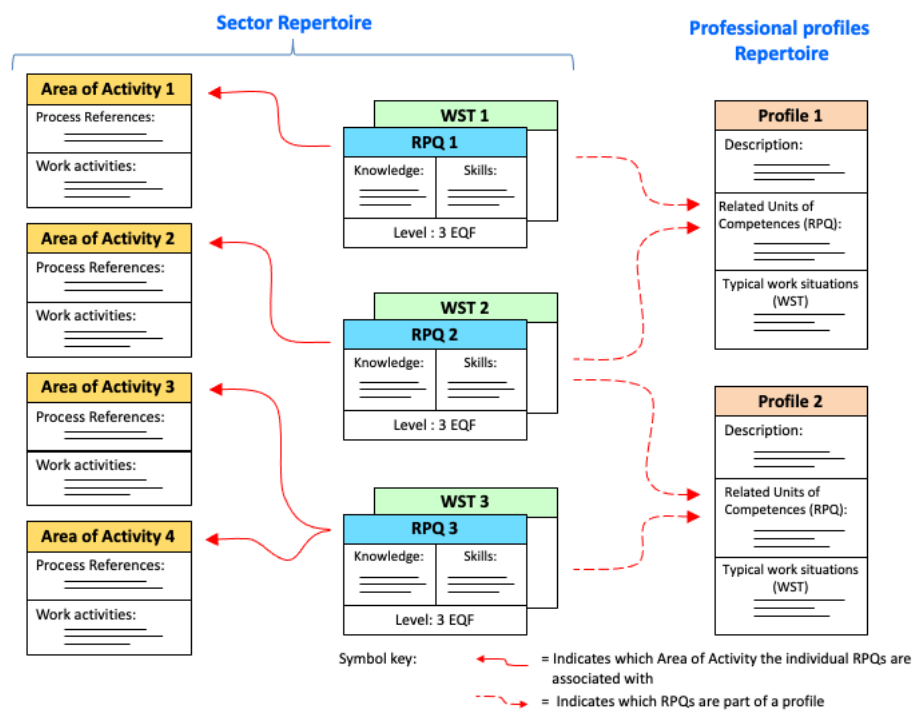 Sector Repertoire
Professional profiles
Repertoire
Area of Activity 1
Process References:
Work activities:
Area of Activity 2
Process References:
Work activities:
Area of Activity 3
Process References:
Work activities:
Area of Activity 4
Process References:
Work activities:
WST 1
RPQ 1
Knowledge:
Skills:
Level : 3 EQF
WST 2
RPQ 2
Knowledge:
Skills:
Level : 3 EQF
WST 3
RPQ 3
Knowledge:
Skills:
Level: 3 EQF
Profile 1
Description:
Related Units of
Competences (RPQ):
Typical work situations
(WST)
Profile 2
Description:
Related Units of
Competences (RPQ):
Typical work situations
(WST)
Symbol key:
= Indicates which Area of Activity the individual RPQs are
associated with
= Indicates which RPQs are part of a profile